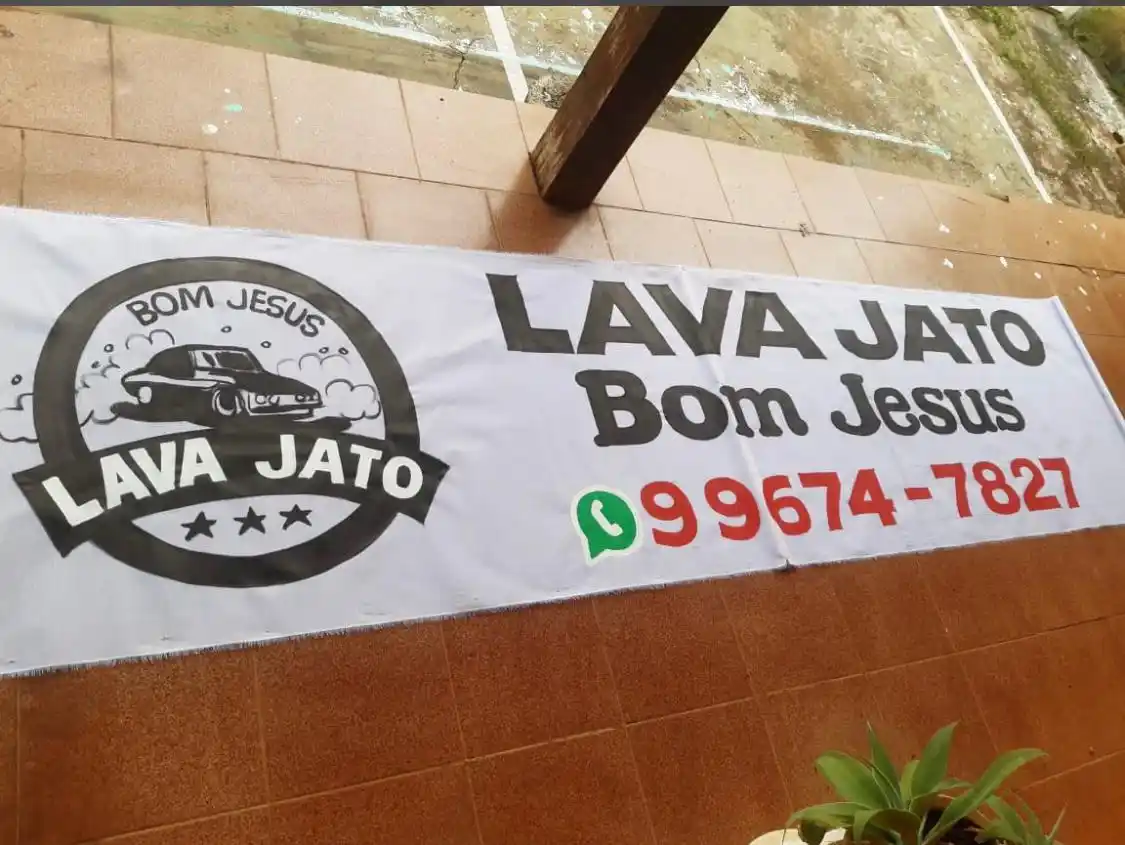 BOM JESUS
LAVA JATO
LAVA JATO
Bom Jesus
99674-7827